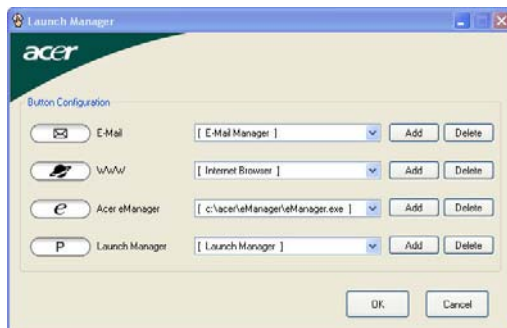 Launch Manager
acer
Button Configuration
E-Mail [ E-Mail Manager ] Add Delete
WWW [ Internet Browser ] Add Delete
e Acer eManager [ c:\acer\eManager\eManager.exe ] Add Delete
P Launch Manager [ Launch Manager ] Add Delete
OK Cancel